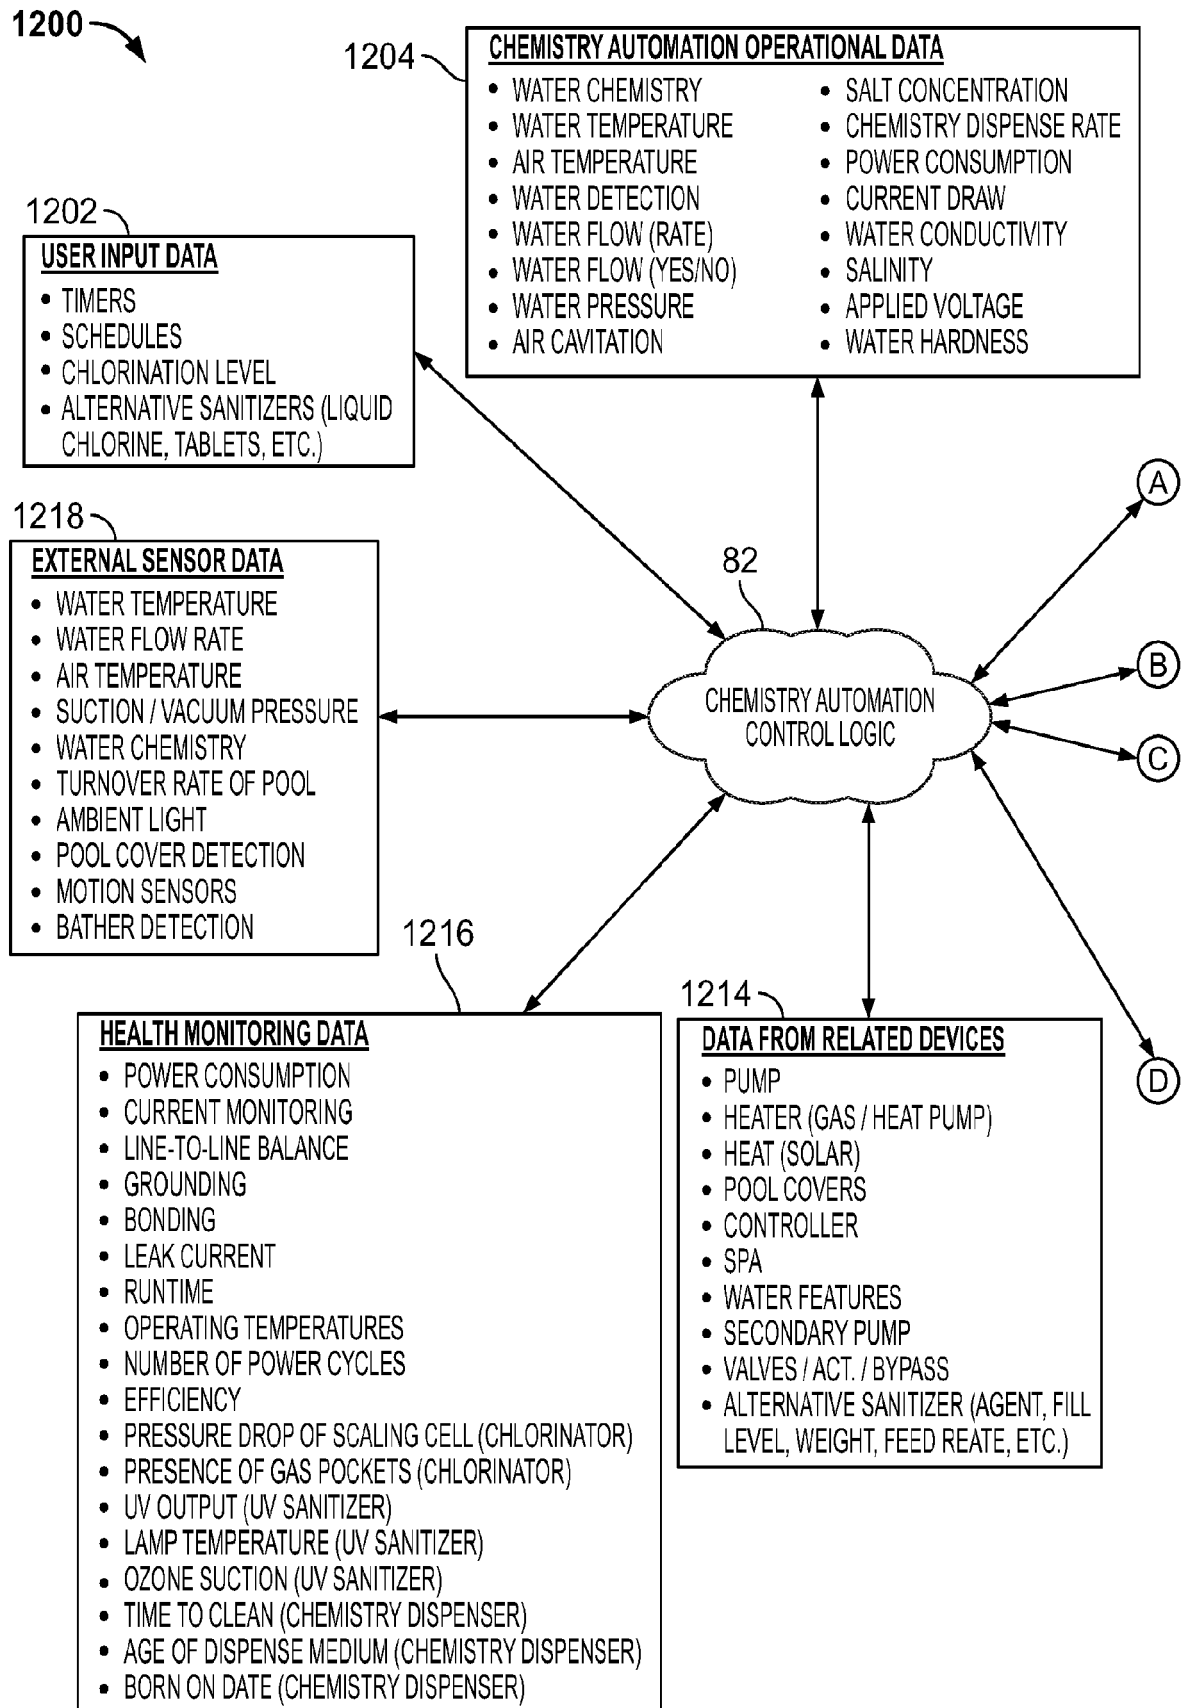 1200
1204
CHEMISTRY AUTOMATION OPERATIONAL DATA
• WATER CHEMISTRY
• WATER TEMPERATURE
• AIR TEMPERATURE
• WATER DETECTION
• WATER FLOW (RATE)
• WATER FLOW (YES/NO)
• WATER PRESSURE
• AIR CAVITATION
• SALT CONCENTRATION
• CHEMISTRY DISPENSE RATE
• POWER CONSUMPTION
• CURRENT DRAW
• WATER CONDUCTIVITY
• SALINITY
• APPLIED VOLTAGE
• WATER HARDNESS
1202
USER INPUT DATA
• TIMERS
• SCHEDULES
• CHLORINATION LEVEL
• ALTERNATIVE SANITIZERS (LIQUID
CHLORINE, TABLETS, ETC.)
1218
EXTERNAL SENSOR DATA
• WATER TEMPERATURE
• WATER FLOW RATE
• AIR TEMPERATURE
• SUCTION / VACUUM PRESSURE
• WATER CHEMISTRY
• TURNOVER RATE OF POOL
• AMBIENT LIGHT
• POOL COVER DETECTION
• MOTION SENSORS
• BATHER DETECTION
82
CHEMISTRY AUTOMATION
CONTROL LOGIC
A
B
C
D
1216
HEALTH MONITORING DATA
• POWER CONSUMPTION
• CURRENT MONITORING
• LINE-TO-LINE BALANCE
• GROUNDING
• BONDING
• LEAK CURRENT
• RUNTIME
• OPERATING TEMPERATURES
• NUMBER OF POWER CYCLES
• EFFICIENCY
• PRESSURE DROP OF SCALING CELL (CHLORINATOR)
• PRESENCE OF GAS POCKETS (CHLORINATOR)
• UV OUTPUT (UV SANITIZER)
• LAMP TEMPERATURE (UV SANITIZER)
• OZONE SUCTION (UV SANITIZER)
• TIME TO CLEAN (CHEMISTRY DISPENSER)
• AGE OF DISPENSE MEDIUM (CHEMISTRY DISPENSER)
• BORN ON DATE (CHEMISTRY DISPENSER)
1214
DATA FROM RELATED DEVICES
• PUMP
• HEATER (GAS / HEAT PUMP)
• HEAT (SOLAR)
• POOL COVERS
• CONTROLLER
• SPA
• WATER FEATURES
• SECONDARY PUMP
• VALVES / ACT. / BYPASS
• ALTERNATIVE SANITIZER (AGENT, FILL
LEVEL, WEIGHT, FEED REATE, ETC.)